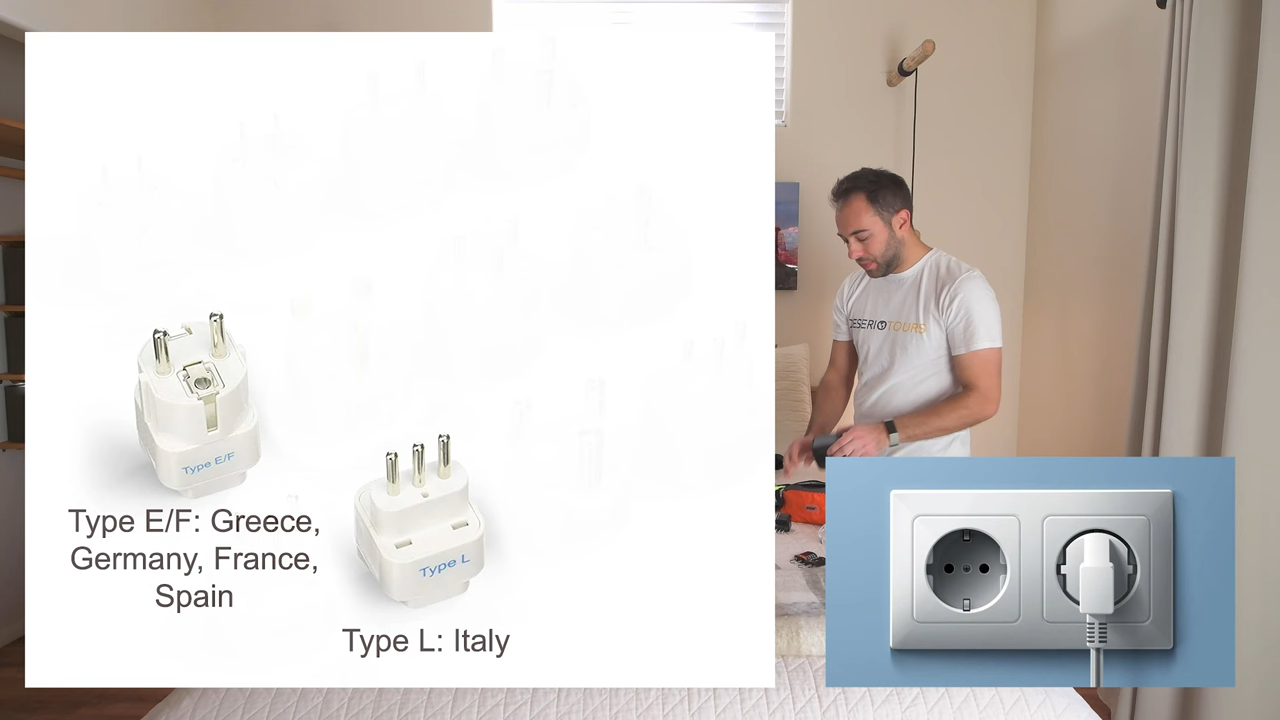 DESERIOTOURS
Type E/F
Type E/F: Greece,
Germany, France,
Spain
Type L
Type L: Italy